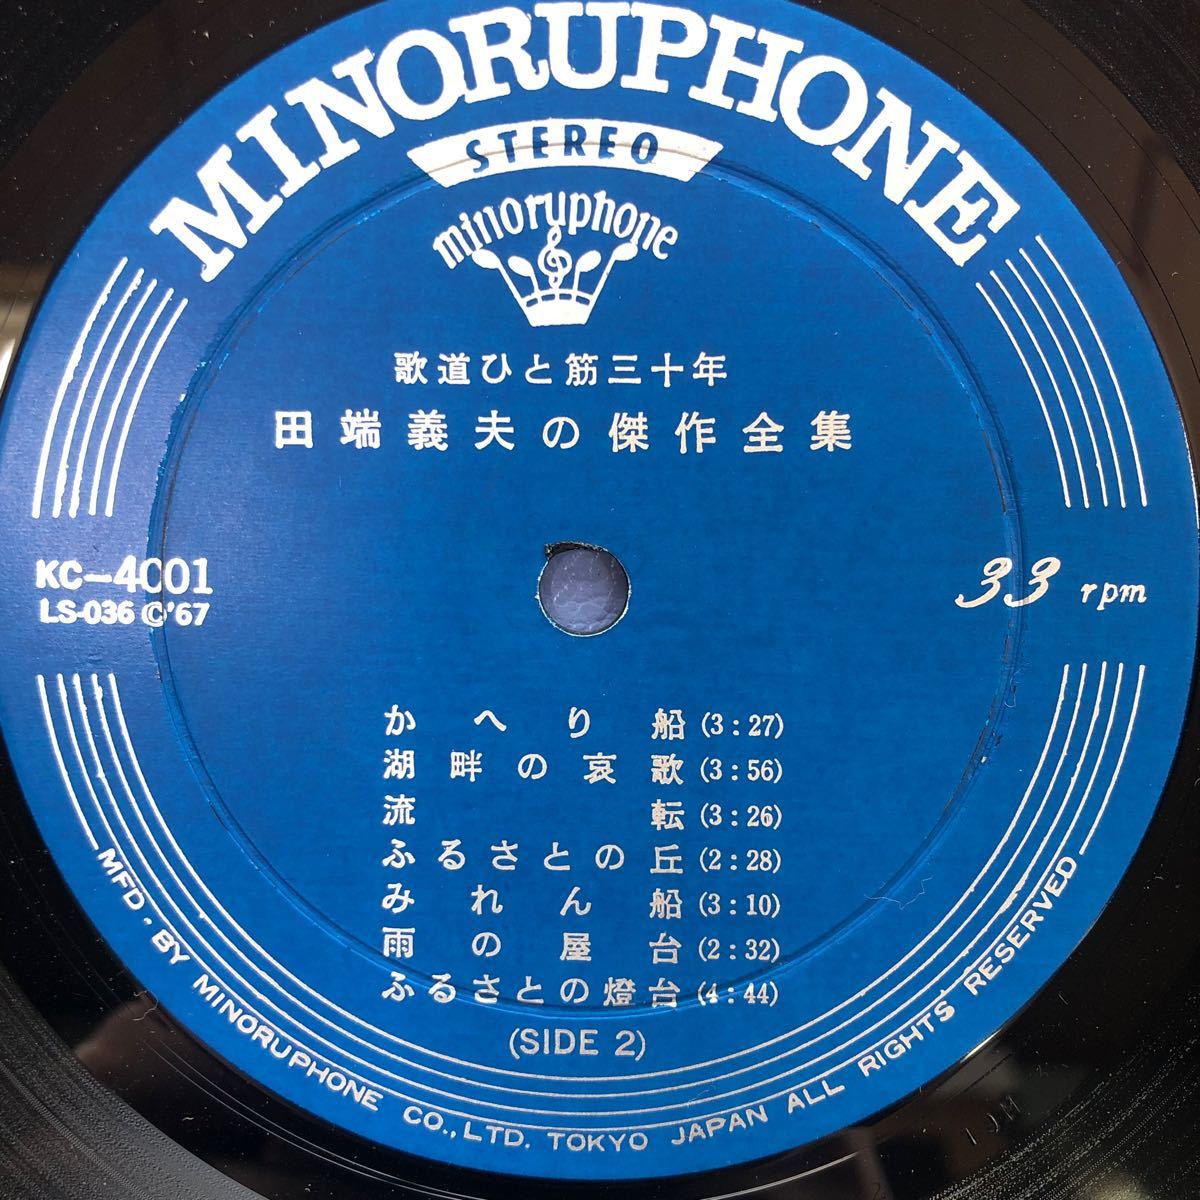 MINORUPHONE
STEREO
minoruphone
歌道ひと筋三十年
田端義夫の傑作全集
KC-4001
LS-036 ©'67
33 rpm
かへり船 (3:27)
湖畔の哀歌 (3:56)
流転 (3:26)
ふるさとの丘 (2:28)
みれん船 (3:10)
雨の屋台 (2:32)
ふるさとの燈台 (4:44)
(SIDE 2)
MFD. BY MINORUPHONE CO., LTD. TOKYO JAPAN ALL RIGHTS RESERVED